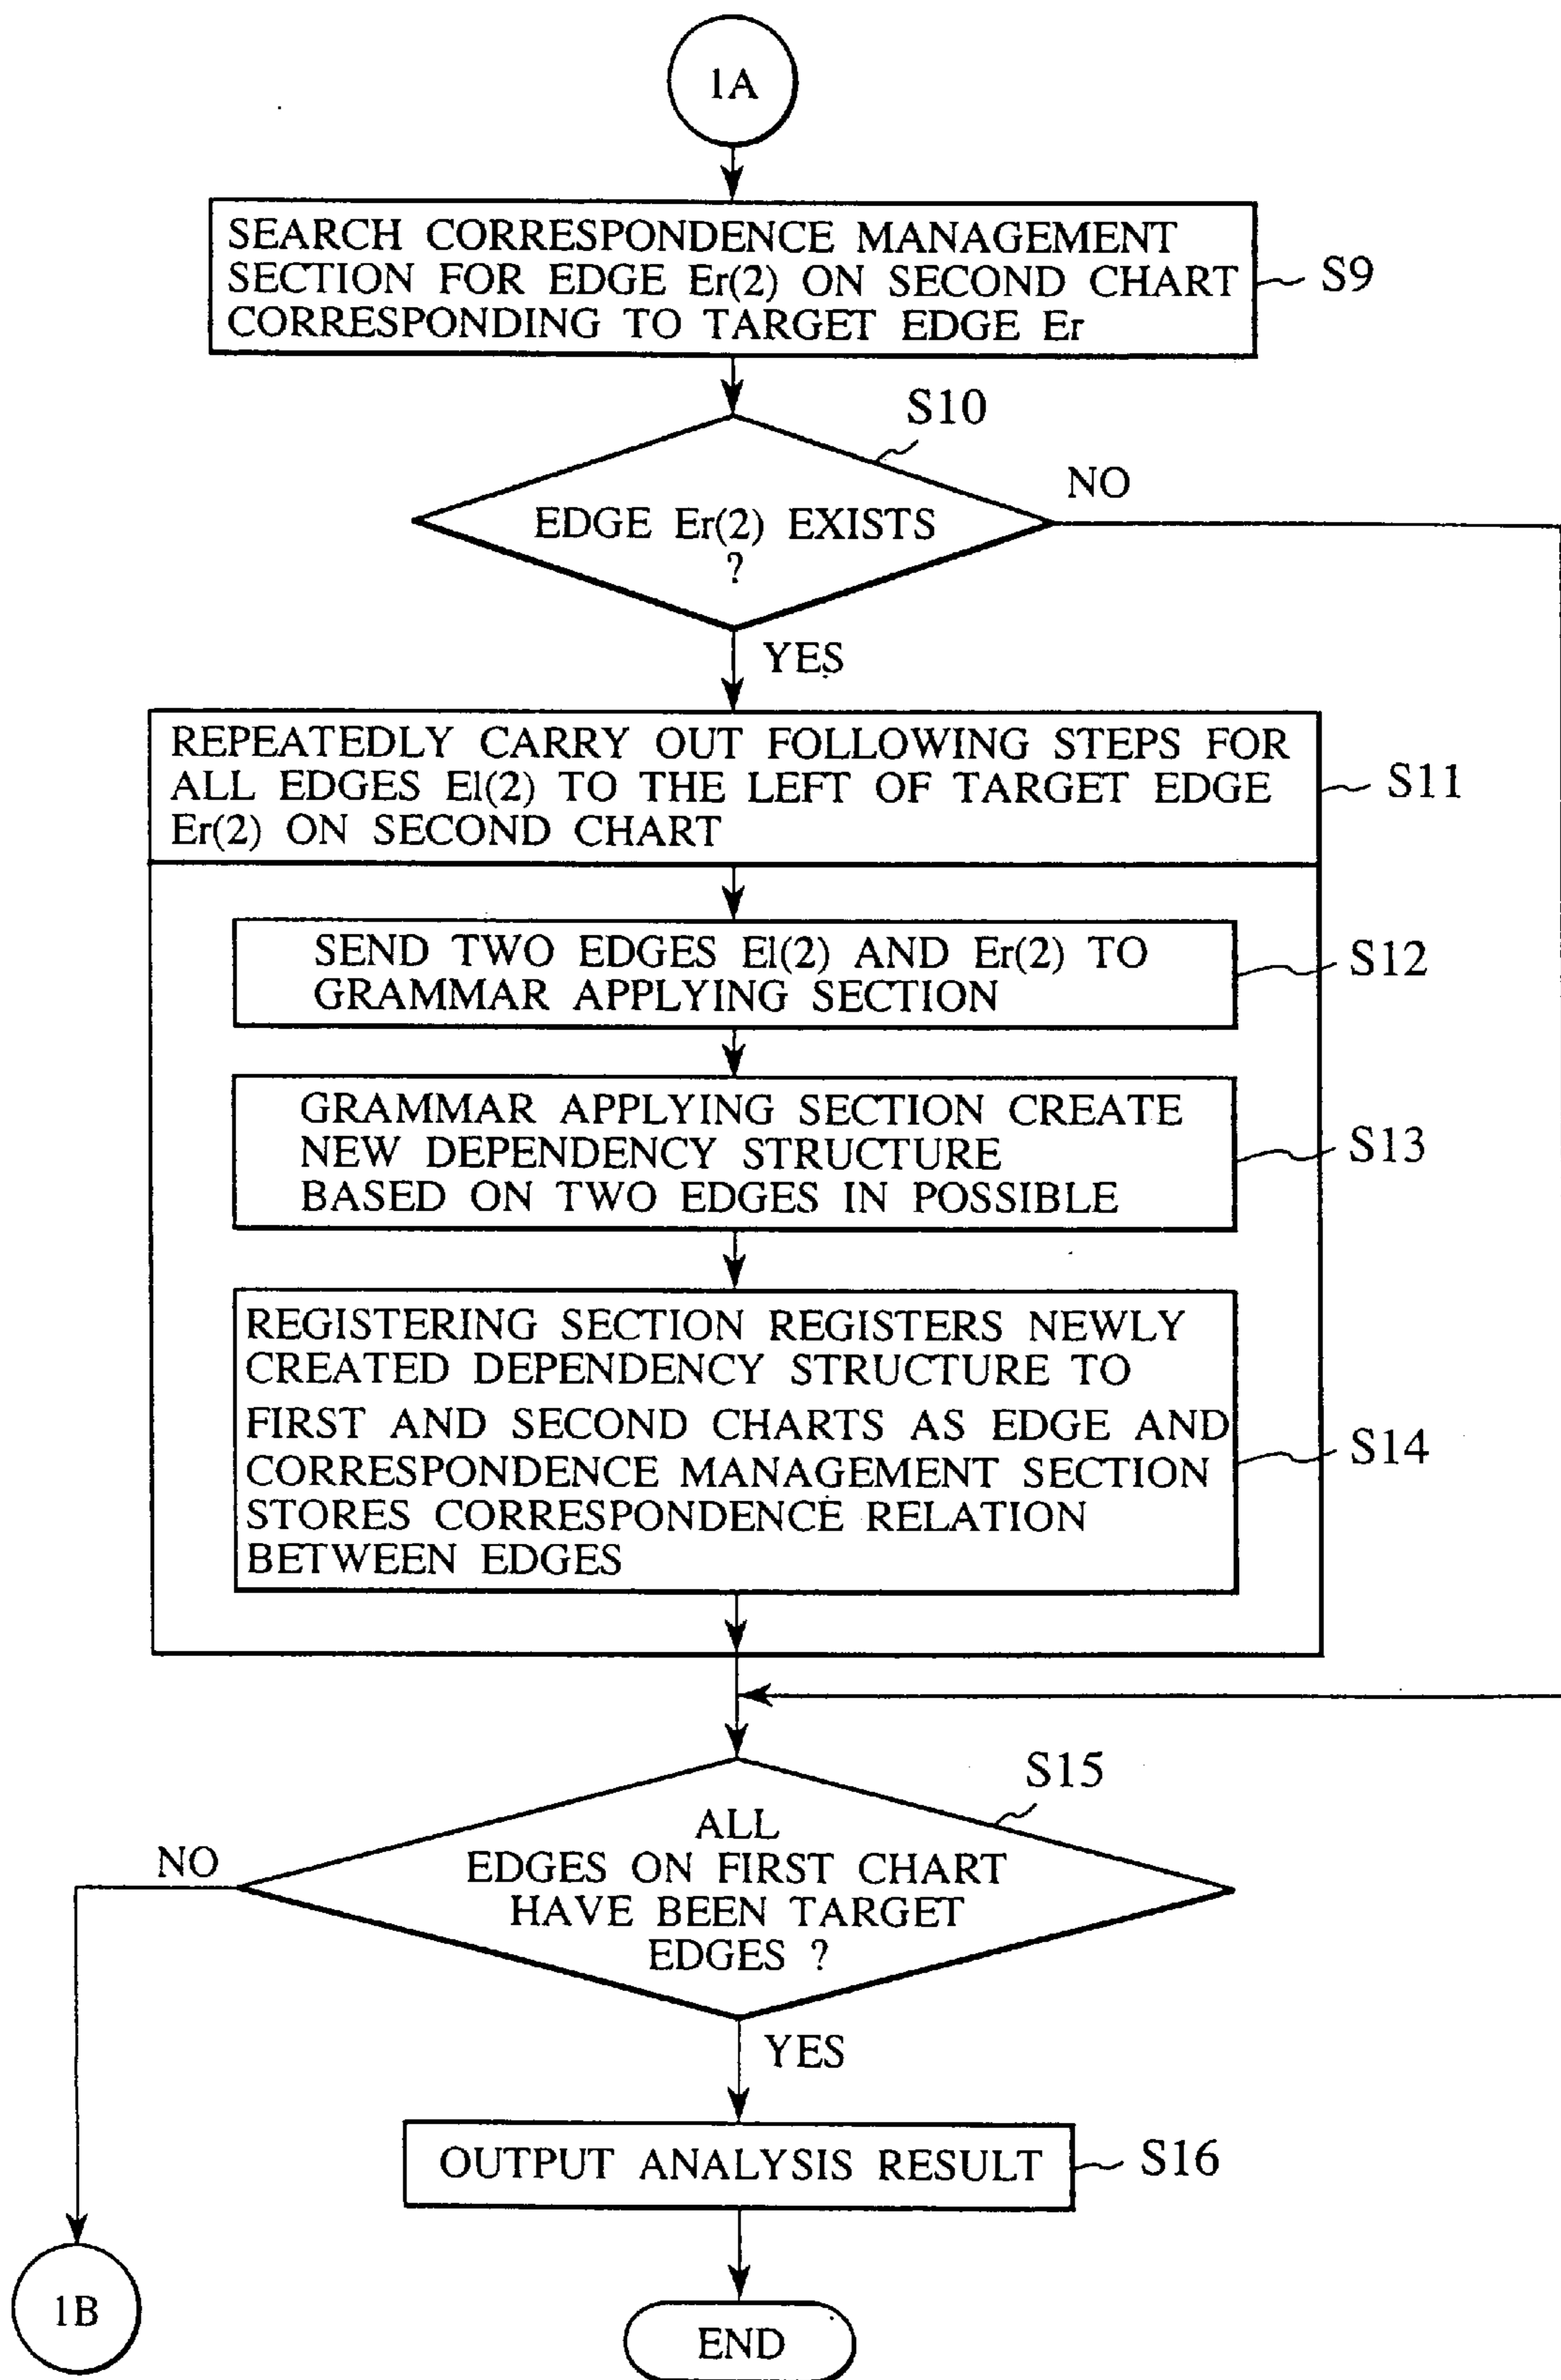 1A
SEARCH CORRESPONDENCE MANAGEMENT
SECTION FOR EDGE Er(2) ON SECOND CHART
CORRESPONDING TO TARGET EDGE Er
S9
S10
EDGE Er(2) EXISTS
?
NO
YES
REPEATEDLY CARRY OUT FOLLOWING STEPS FOR
ALL EDGES El(2) TO THE LEFT OF TARGET EDGE
Er(2) ON SECOND CHART
S11
SEND TWO EDGES El(2) AND Er(2) TO
GRAMMAR APPLYING SECTION
S12
GRAMMAR APPLYING SECTION CREATE
NEW DEPENDENCY STRUCTURE
BASED ON TWO EDGES IN POSSIBLE
S13
REGISTERING SECTION REGISTERS NEWLY
CREATED DEPENDENCY STRUCTURE TO
FIRST AND SECOND CHARTS AS EDGE AND
CORRESPONDENCE MANAGEMENT SECTION
STORES CORRESPONDENCE RELATION
BETWEEN EDGES
S14
S15
ALL
EDGES ON FIRST CHART
HAVE BEEN TARGET
EDGES ?
NO
YES
OUTPUT ANALYSIS RESULT
S16
1B
END